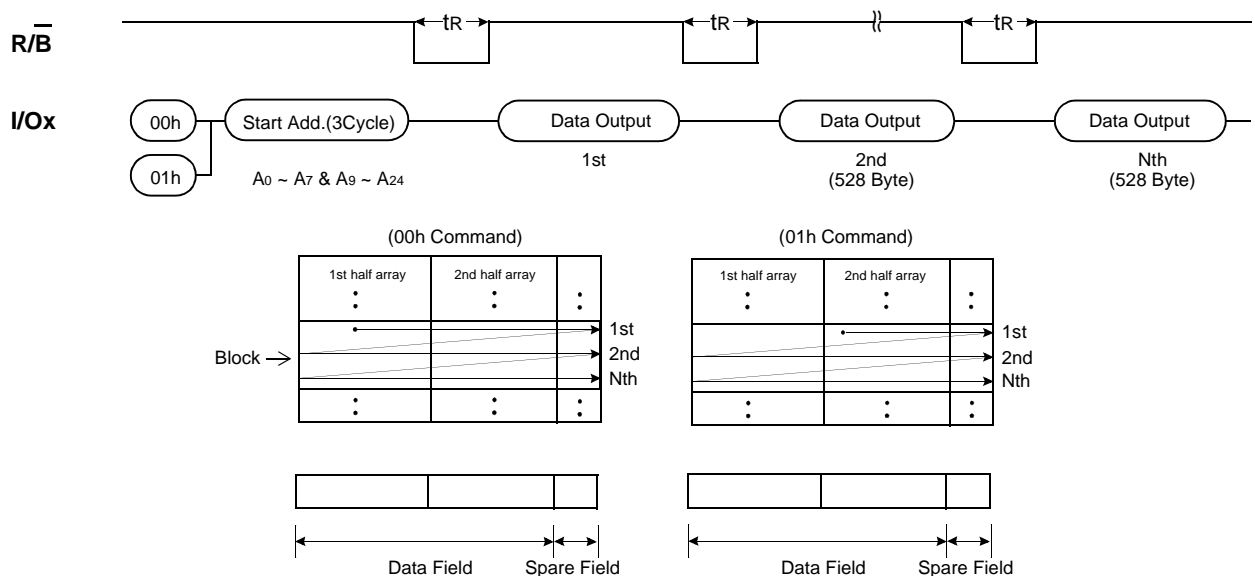 R/B
tR tR tR
I/Ox
00h Start Add.(3Cycle) Data Output Data Output Data Output
01h
A0 ~ A7 & A9 ~ A24
1st 2nd Nth
(528 Byte) (528 Byte)
(00h Command) (01h Command)
1st half array 2nd half array 1st half array 2nd half array
1st 1st
Block 2nd 2nd
Nth Nth
Data Field Spare Field Data Field Spare Field